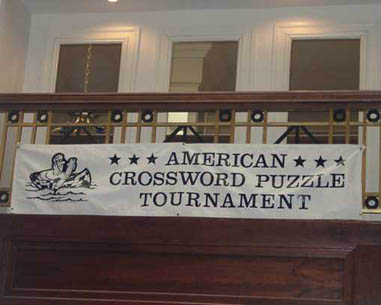 ★ ★ ★ AMERICAN ★ ★ ★
CROSSWORD PUZZLE
TOURNAMENT